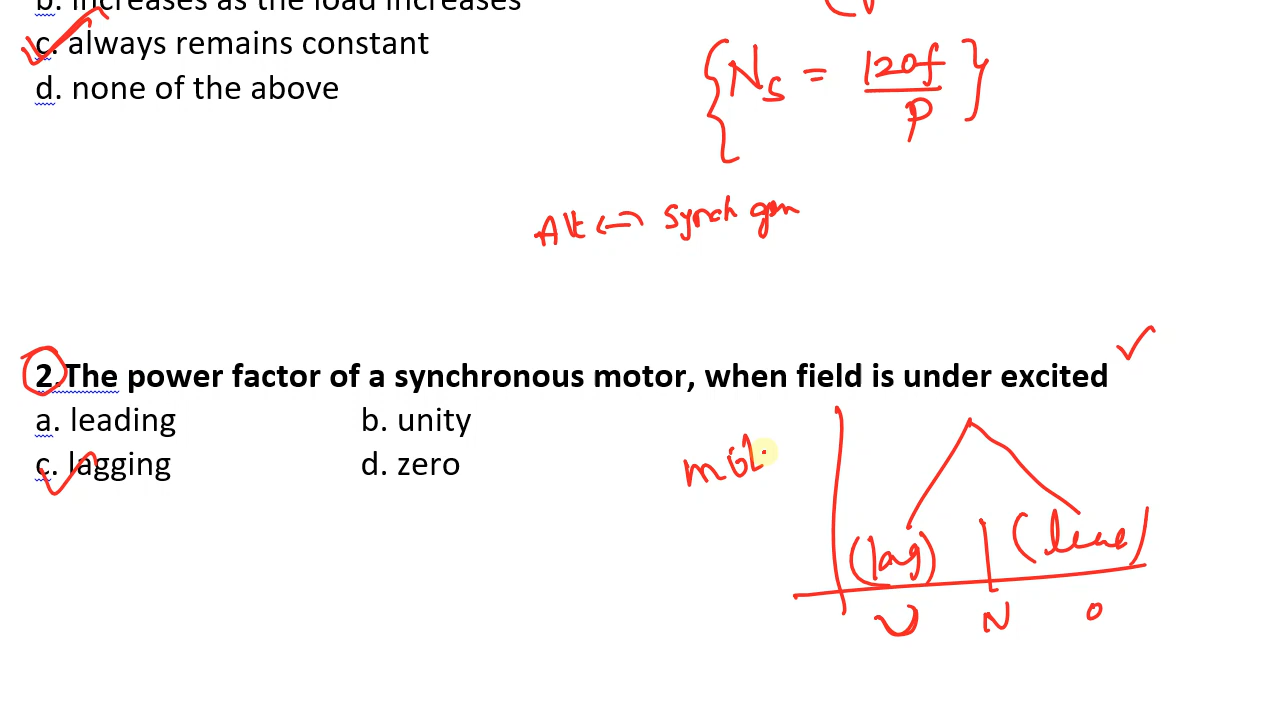 b. increases as the load increases
c. always remains constant
d. none of the above
{Ns = 120f/P}
Alt ⇔ Synch gen
2.The power factor of a synchronous motor, when field is under excited
a. leading b. unity
c. lagging d. zero
mot
(lag) (lead)
U N O